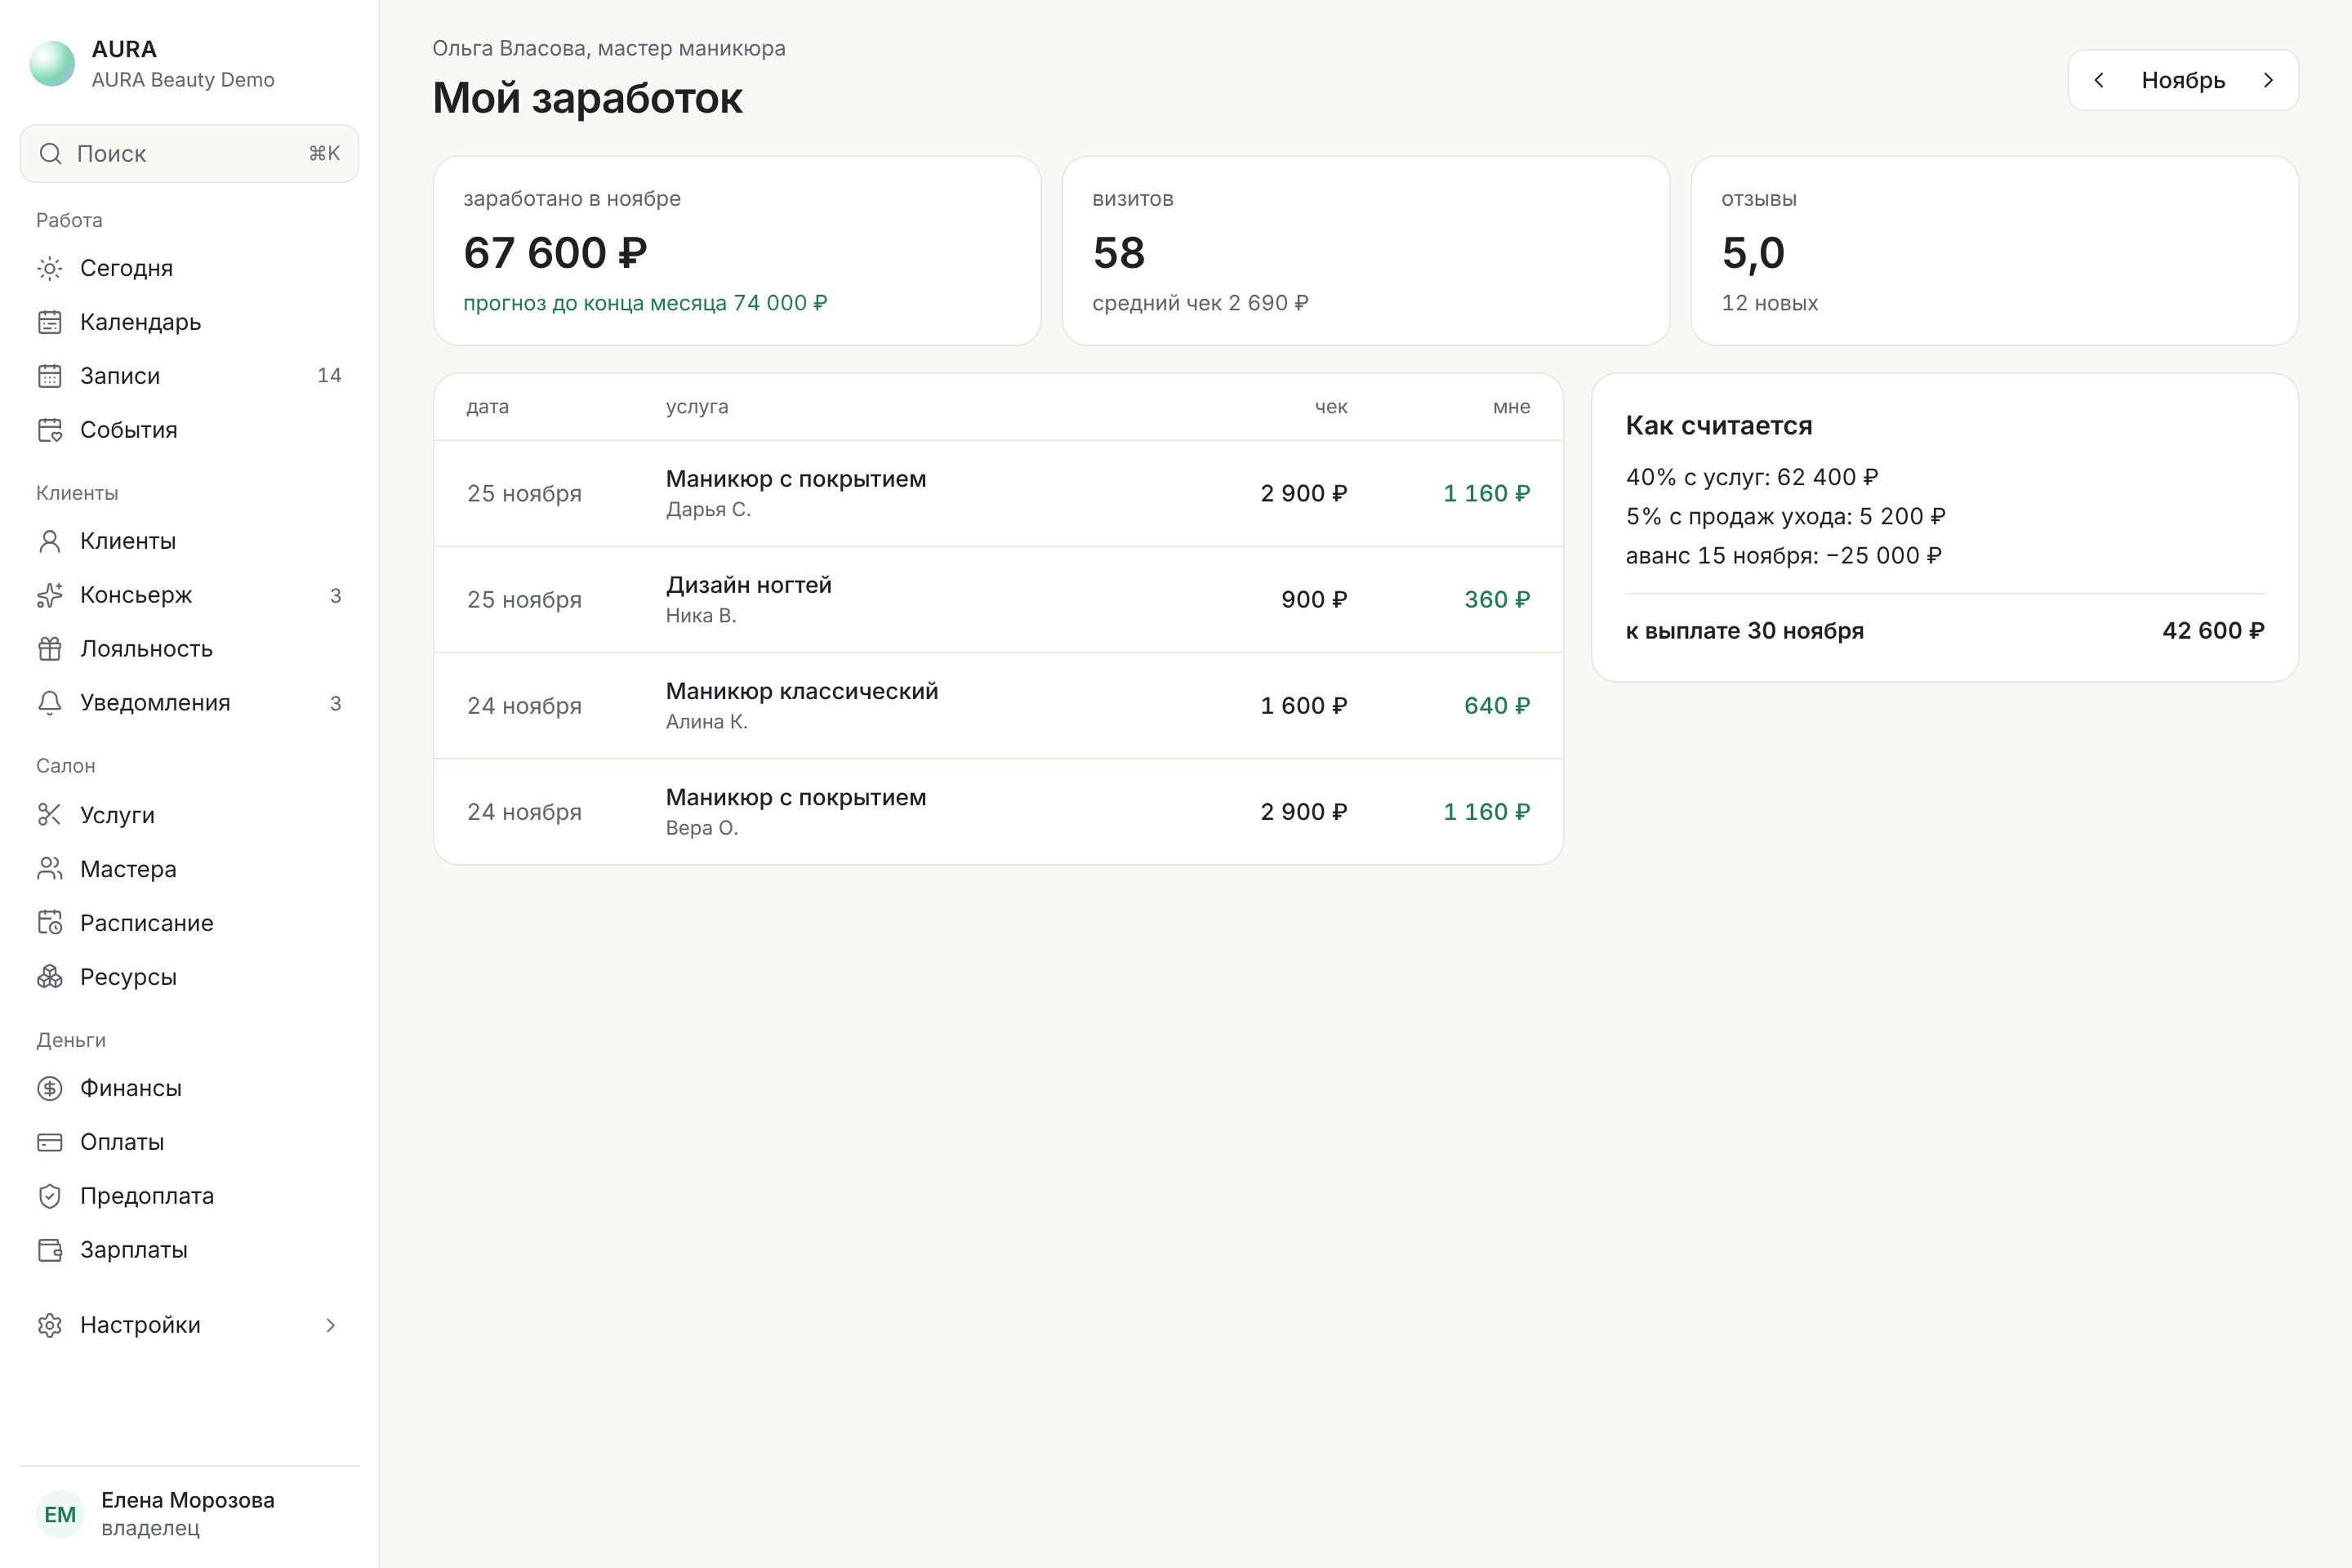 AURA
AURA Beauty Demo
Поиск ⌘K
Работа
Сегодня
Календарь
Записи 14
События
Клиенты
Клиенты
Консьерж 3
Лояльность
Уведомления 3
Салон
Услуги
Мастера
Расписание
Ресурсы
Деньги
Финансы
Оплаты
Предоплата
Зарплаты
Настройки
ЕМ
Елена Морозова
владелец
Ольга Власова, мастер маникюра
Мой заработок
Ноябрь
заработано в ноябре
67 600 ₽
прогноз до конца месяца 74 000 ₽
визитов
58
средний чек 2 690 ₽
отзывы
5,0
12 новых
дата услуга чек мне
25 ноября Маникюр с покрытием 2 900 ₽ 1 160 ₽
Дарья С.
25 ноября Дизайн ногтей 900 ₽ 360 ₽
Ника В.
24 ноября Маникюр классический 1 600 ₽ 640 ₽
Алина К.
24 ноября Маникюр с покрытием 2 900 ₽ 1 160 ₽
Вера О.
Как считается
40% с услуг: 62 400 ₽
5% с продаж ухода: 5 200 ₽
аванс 15 ноября: −25 000 ₽
к выплате 30 ноября 42 600 ₽